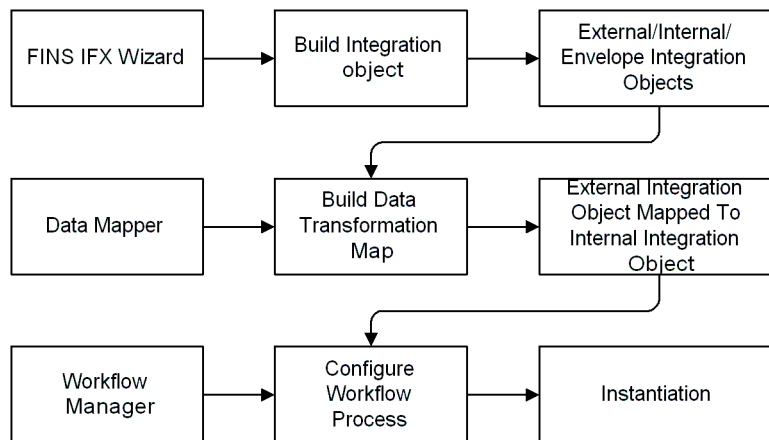 FINS IFX Wizard
Build Integration
object
External/Internal/
Envelope Integration
Objects
Data Mapper
Build Data
Transformation
Map
External Integration
Object Mapped To
Internal Integration
Object
Workflow
Manager
Configure
Workflow
Process
Instantiation